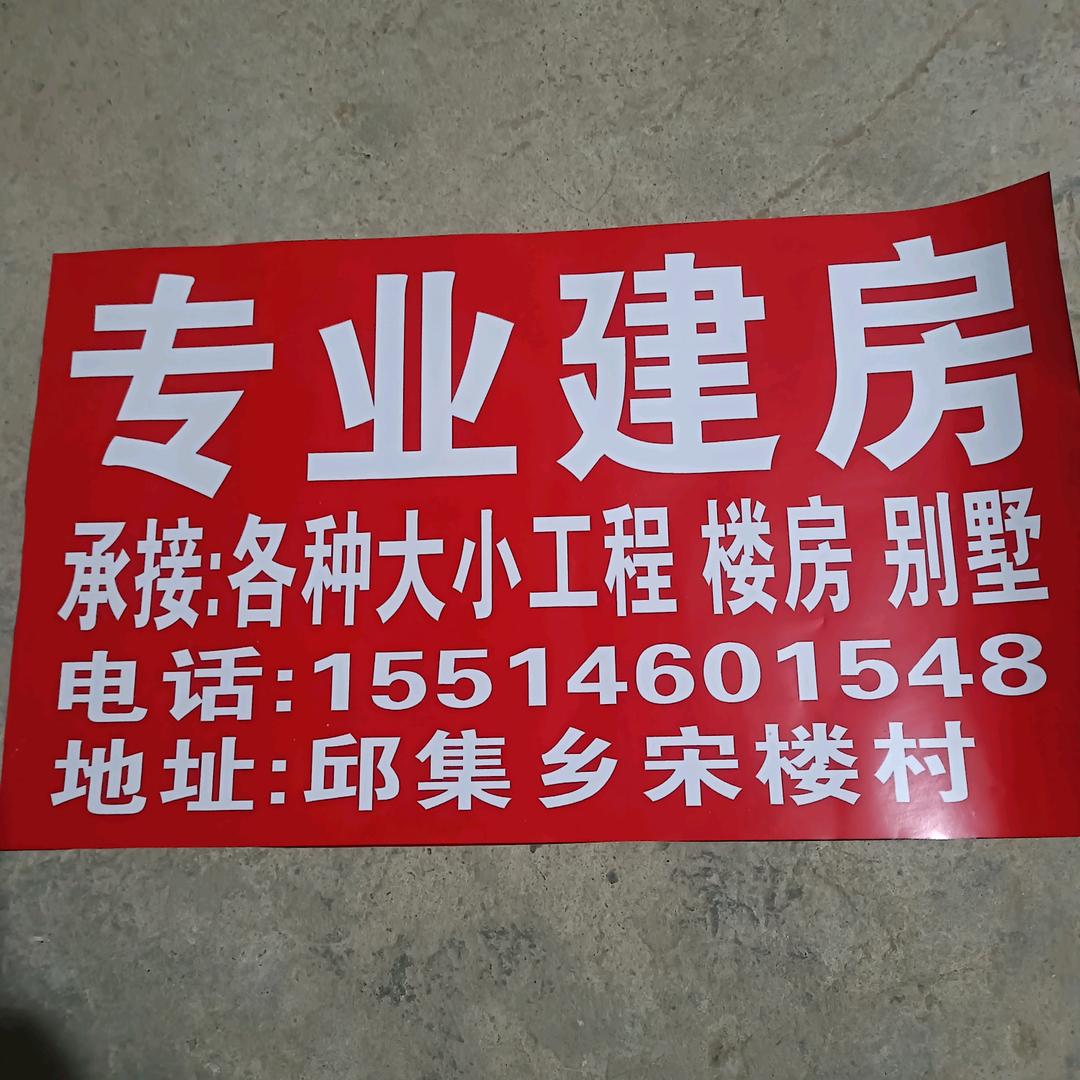 专业建房
承接:各种大小工程 楼房 别墅
电话:15514601548
地址:邱集乡宋楼村